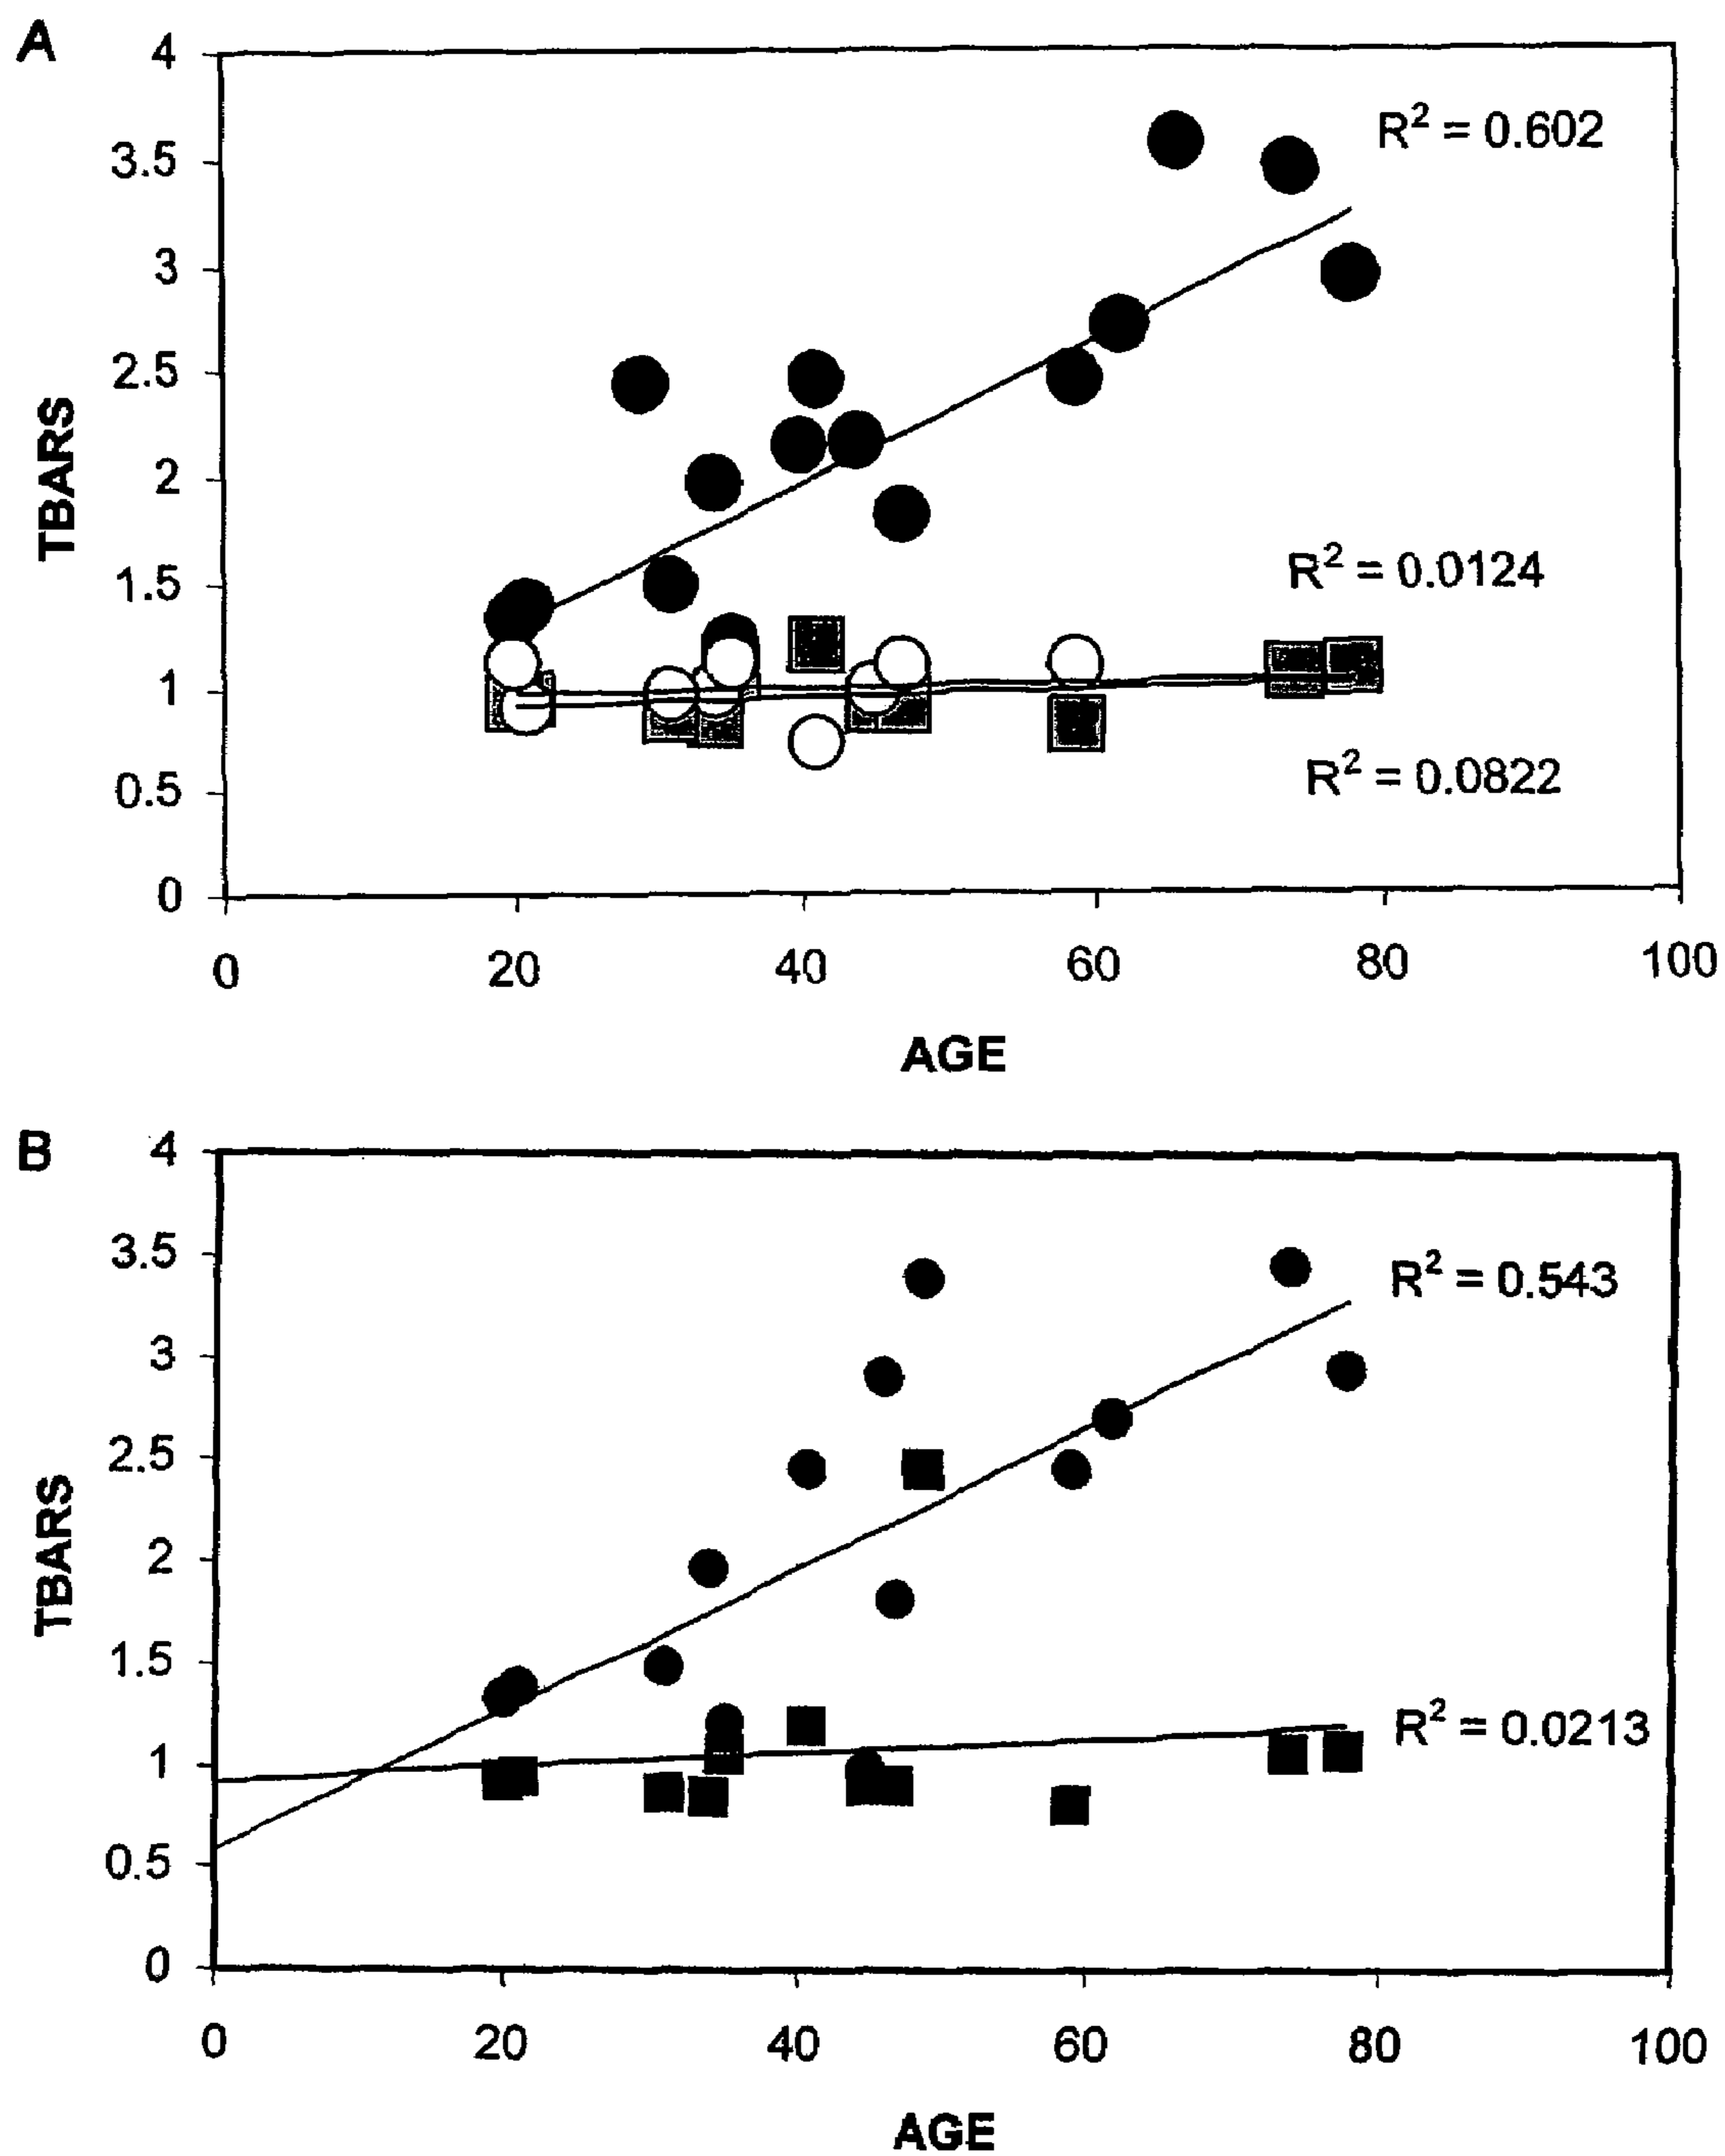 A
4
3.5
3
2.5
2
1.5
1
0.5
0
TBARS
R² = 0.602
R² = 0.0124
R² = 0.0822
0 20 40 60 80 100
AGE
B
4
3.5
3
2.5
2
1.5
1
0.5
0
TBARS
R² = 0.543
R² = 0.0213
0 20 40 60 80 100
AGE